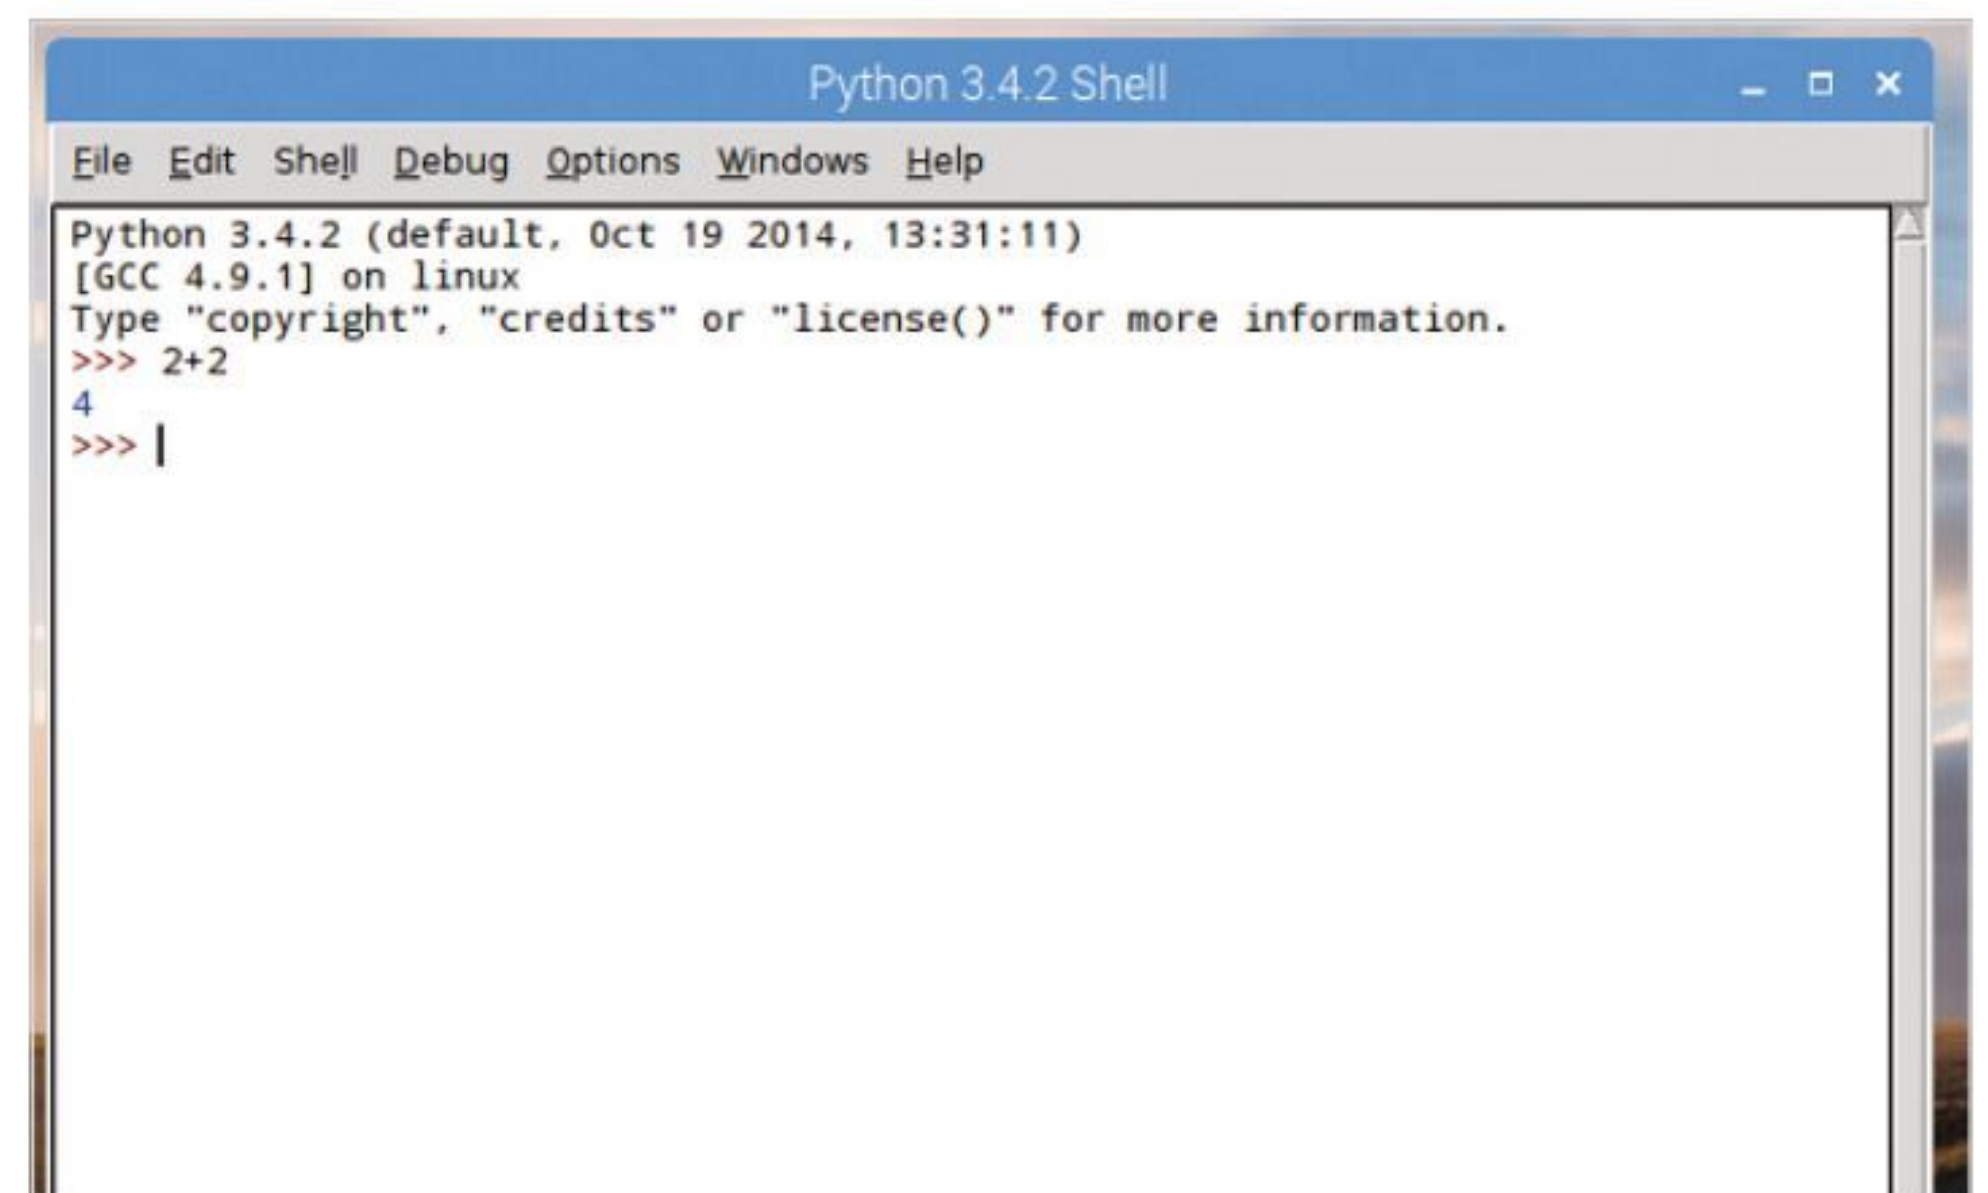 Python 3.4.2 Shell
File Edit Shell Debug Options Windows Help
Python 3.4.2 (default, Oct 19 2014, 13:31:11)
[GCC 4.9.1] on linux
Type "copyright", "credits" or "license()" for more information.
>>> 2+2
4
>>>